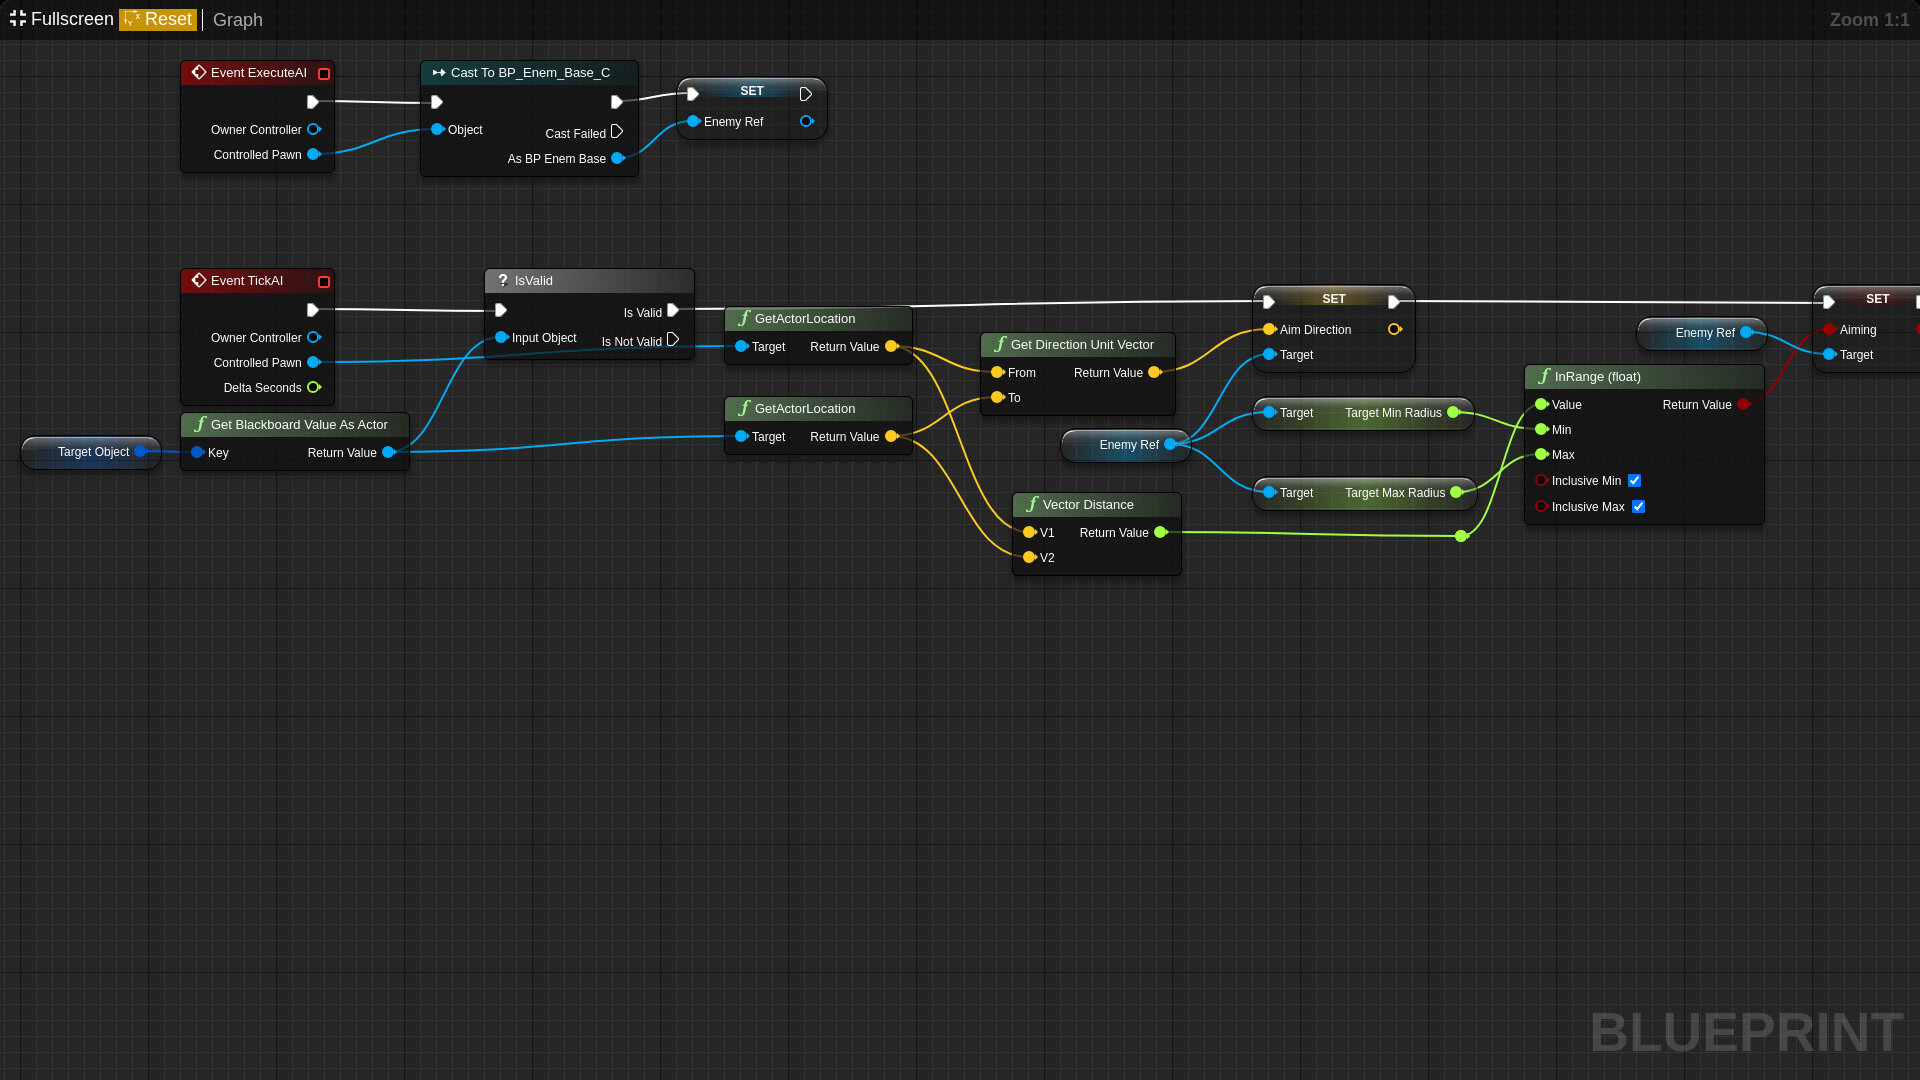 Fullscreen Reset Graph
Zoom 1:1
Event ExecuteAI
Owner Controller
Controlled Pawn
Cast To BP_Enem_Base_C
Object
Cast Failed
As BP Enem Base
SET
Enemy Ref
Event TickAI
Owner Controller
Controlled Pawn
Delta Seconds
? IsValid
Is Valid
Input Object
Is Not Valid
Target Object
f Get Blackboard Value As Actor
Key Return Value
f GetActorLocation
Target Return Value
f GetActorLocation
Target Return Value
f Get Direction Unit Vector
From Return Value
To
Enemy Ref
f Vector Distance
V1 Return Value
V2
SET
Aim Direction
Target
Target Target Min Radius
Target Target Max Radius
f InRange (float)
Value Return Value
Min
Max
Inclusive Min
Inclusive Max
Enemy Ref
SET
Aiming
Target
BLUEPRINT